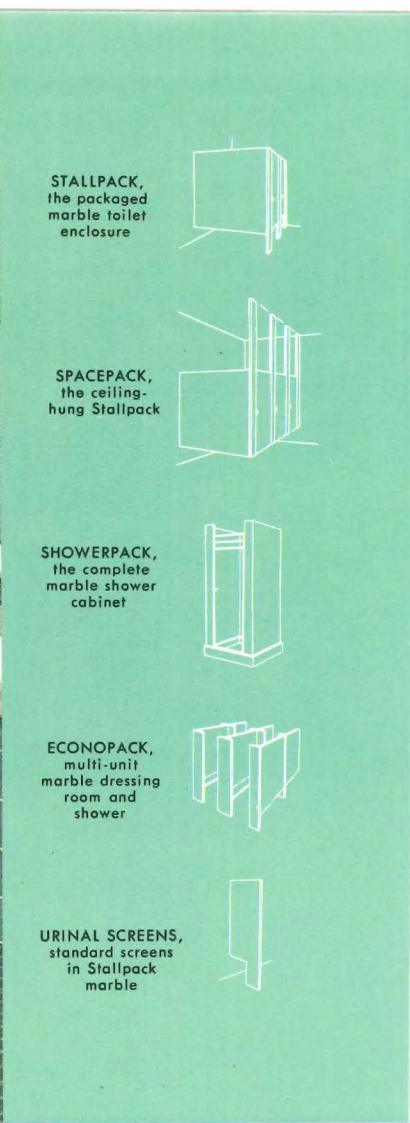 STALLPACK,
the packaged
marble toilet
enclosure
SPACEPACK,
the ceiling-
hung Stallpack
SHOWERPACK,
the complete
marble shower
cabinet
ECONOPACK,
multi-unit
marble dressing
room and
shower
URINAL SCREENS,
standard screens
in Stallpack
marble